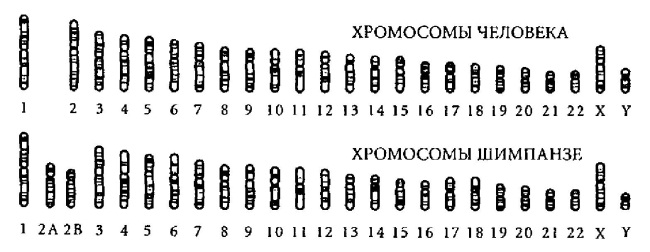 ХРОМОСОМЫ ЧЕЛОВЕКА
1 2 3 4 5 6 7 8 9 10 11 12 13 14 15 16 17 18 19 20 21 22 X Y
ХРОМОСОМЫ ШИМПАНЗЕ
1 2A 2B 3 4 5 6 7 8 9 10 11 12 13 14 15 16 17 18 19 20 21 22 X Y